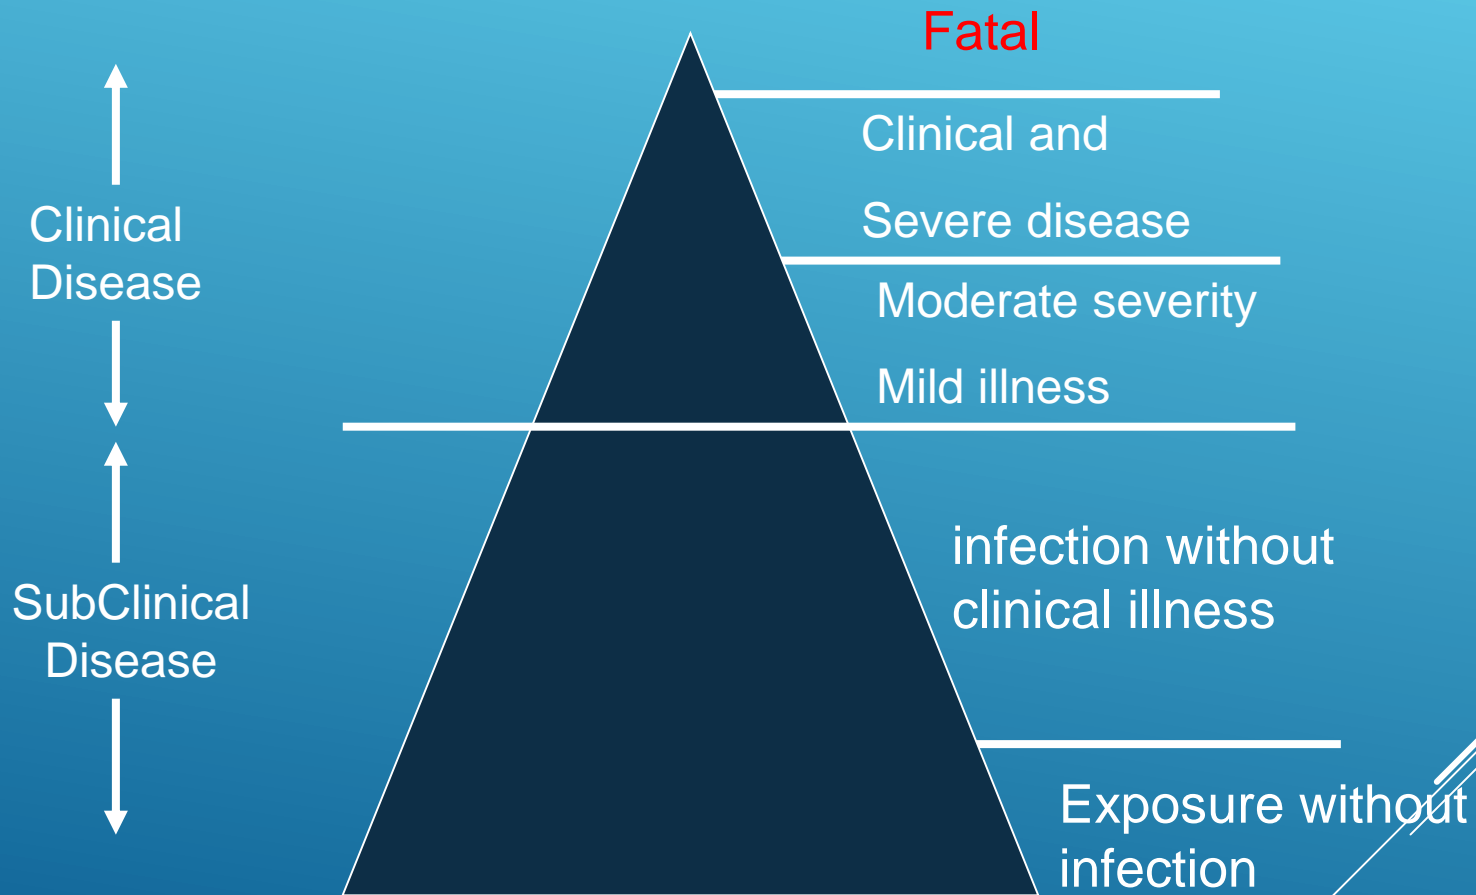 Fatal
Clinical and
Severe disease
Clinical
Disease
Moderate severity
Mild illness
infection without
clinical illness
SubClinical
Disease
Exposure without
infection